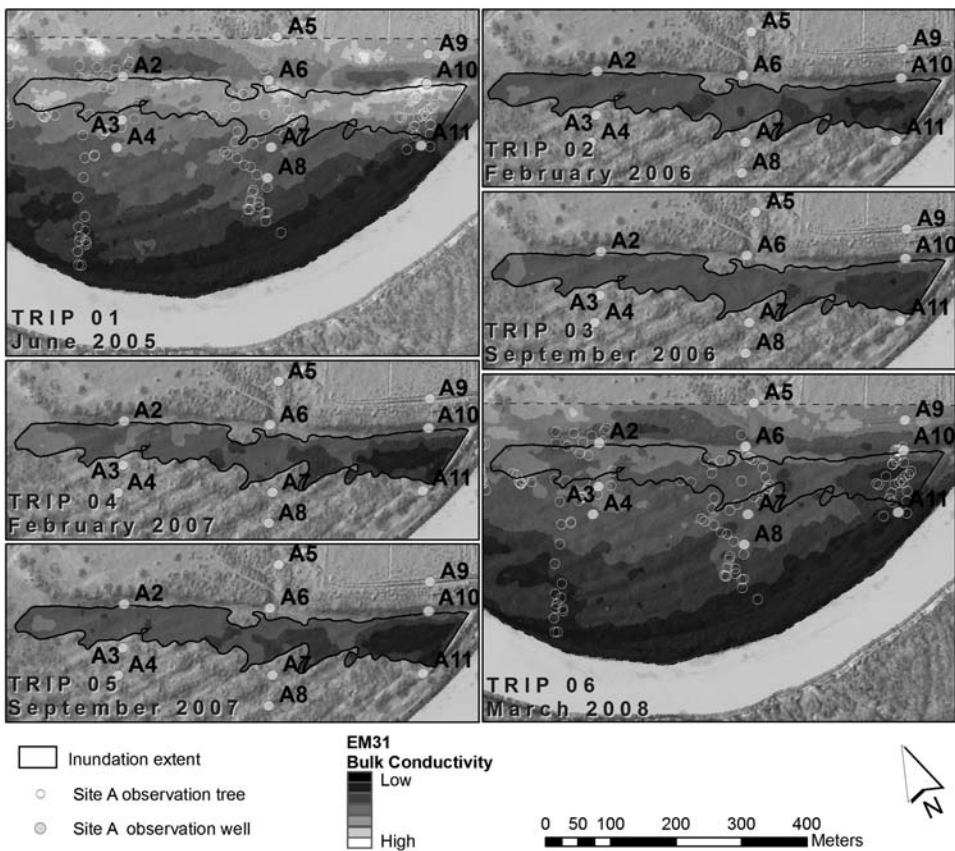 A5
A9
A2
A6
A10
A3
A4
A7
A11
A8
TRIP 01
June 2005
A5
A9
A2
A6
A10
A3
A4
A7
A11
TRIP 02
A8
February 2006
A5
A9
A2
A6
A10
A3
A4
A7
A11
TRIP 03
A8
September 2006
A5
A9
A2
A6
A10
A3
A4
A7
A11
TRIP 04
A8
February 2007
A5
A9
A2
A6
A10
A3
A4
A7
A11
TRIP 05
A8
September 2007
A5
A9
A2
A6
A10
A3
A4
A7
A11
A8
TRIP 06
March 2008
Inundation extent
Site A observation tree
Site A observation well
EM31
Bulk Conductivity
Low
High
N
0 50 100 200 300 400
Meters